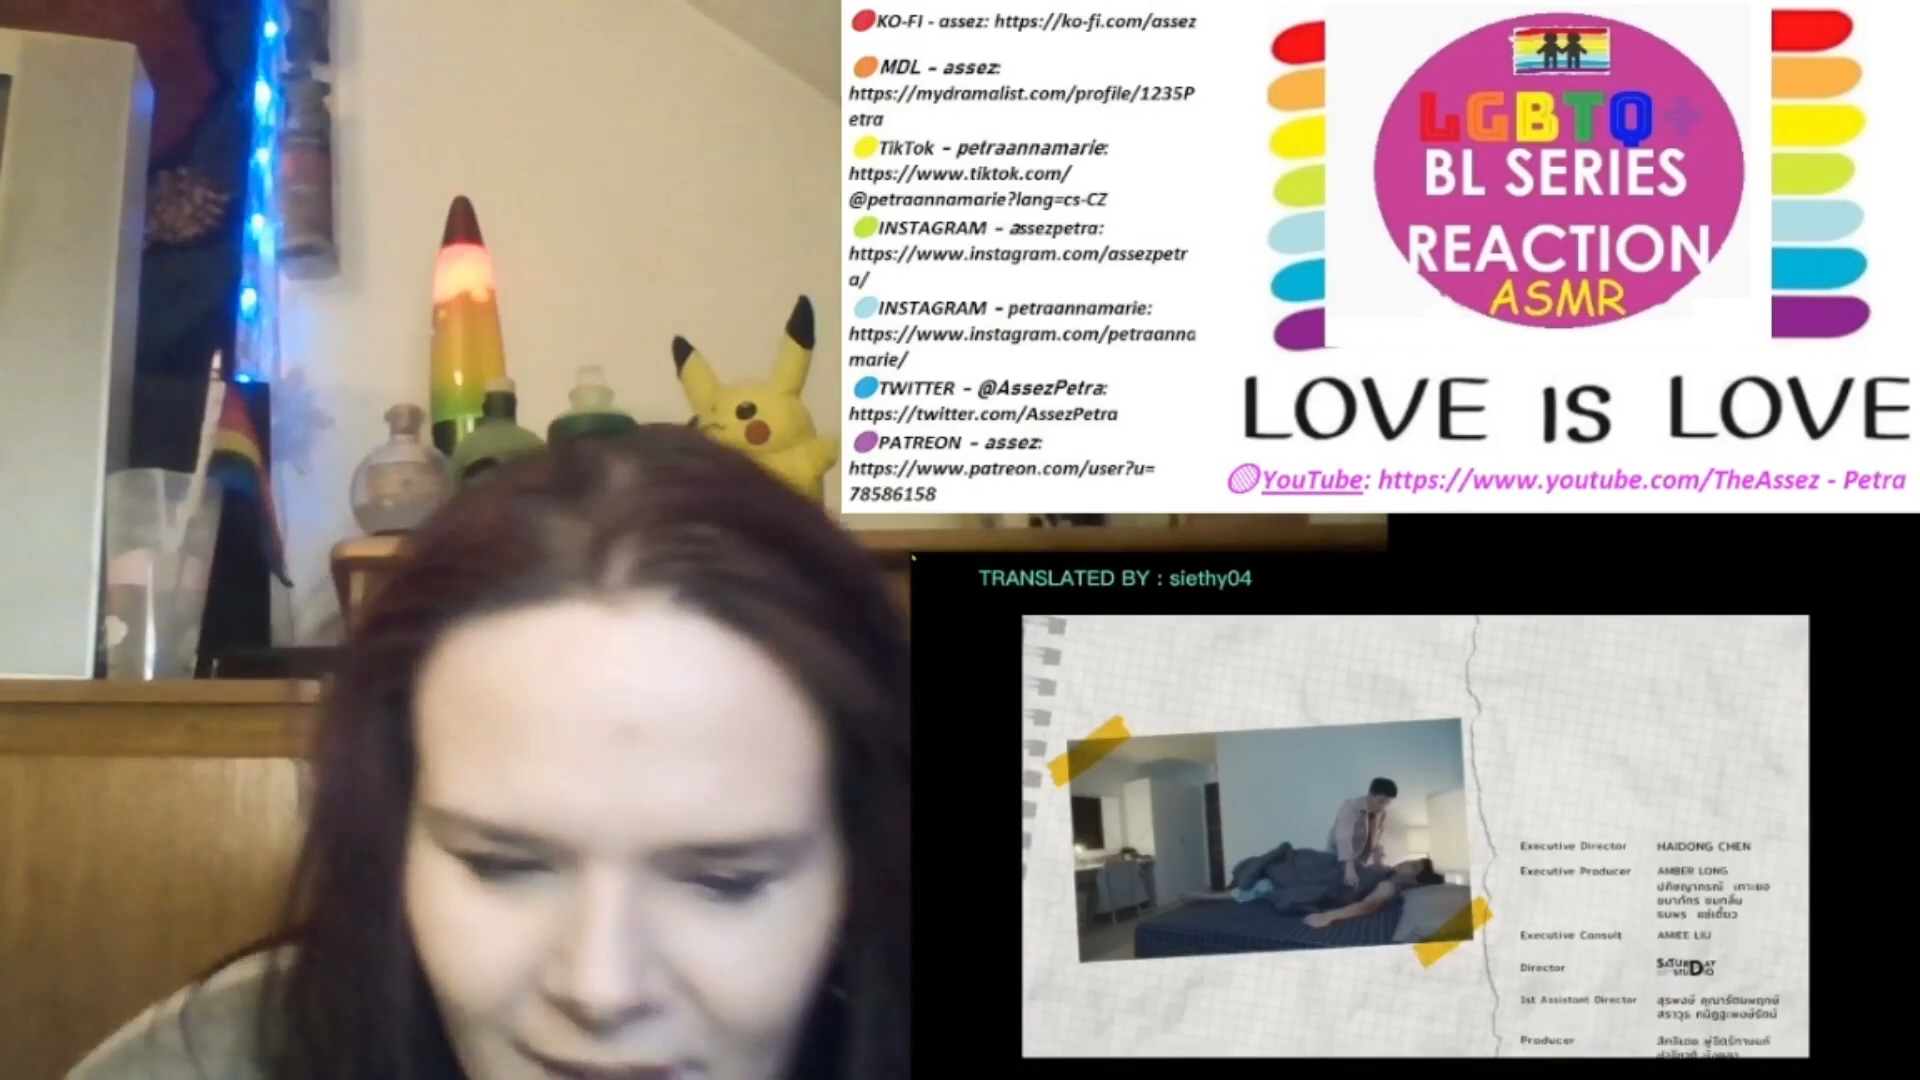 KO-FI - assez: https://ko-fi.com/assez
MDL - assez:
https://mydramalist.com/profile/1235P
etra
TikTok - petraannamarie:
https://www.tiktok.com/
@petraannamarie?lang=cs-CZ
INSTAGRAM - assezpetra:
https://www.instagram.com/assezpetr
a/
INSTAGRAM - petraannamarie:
https://www.instagram.com/petraanna
marie/
TWITTER - @AssezPetra:
https://twitter.com/AssezPetra
PATREON - assez:
https://www.patreon.com/user?u=
78586158
LGBTQ+
BL SERIES
REACTION
ASMR
LOVE IS LOVE
YouTube: https://www.youtube.com/TheAssez - Petra
TRANSLATED BY : siethy04
Executive Director HAIDONG CHEN
Executive Producer AMBER LONG
Executive Consult AMIEE LIU
Director SATURDAY
STUDIO
1st Assistant Director
Producer